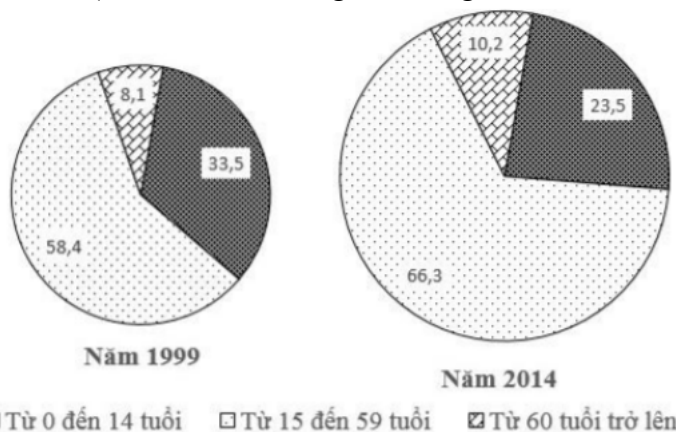 8,1
33,5
58,4
10,2
23,5
66,3
Năm 1999
Năm 2014
Từ 0 đến 14 tuổi
Từ 15 đến 59 tuổi
Từ 60 tuổi trở lên